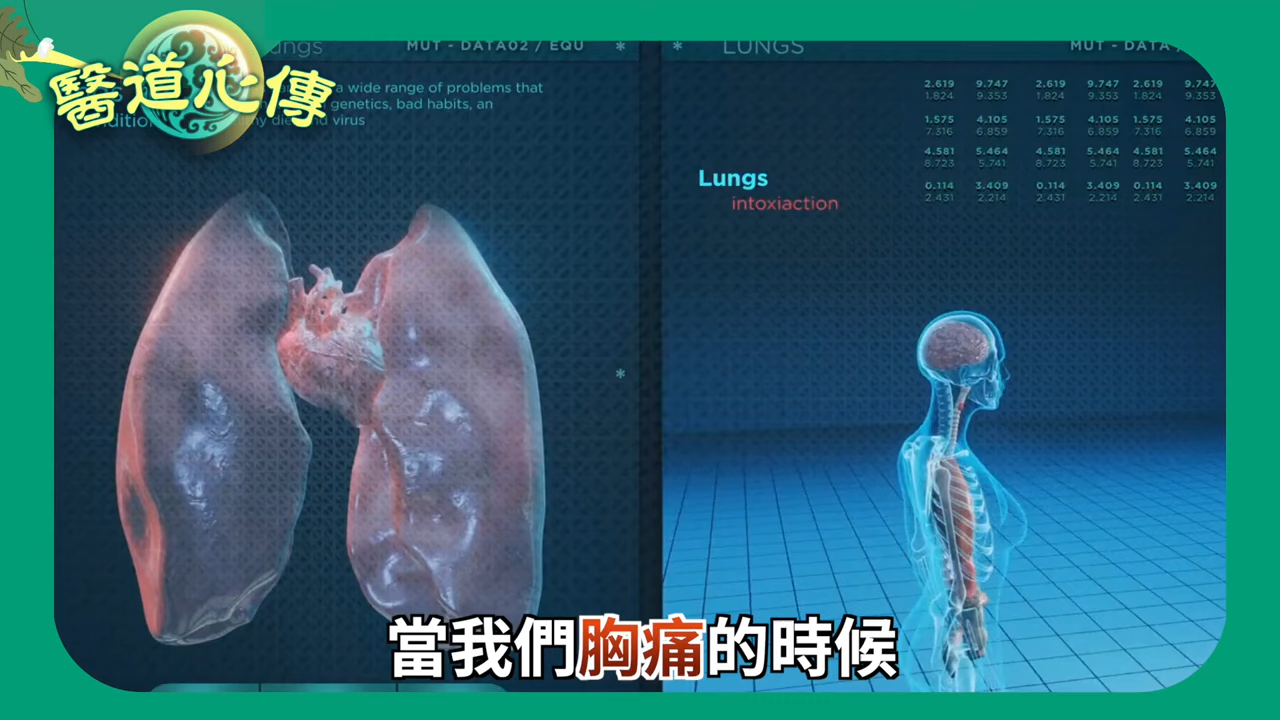 醫道心傳
MUT - DATA02 / EQU
a wide range of problems that
genetics, bad habits, an
and virus
LUNGS
MUT - DATA
Lungs
intoxiaction
2.619 9.747 2.619 9.747 2.619 9.747
1.824 9.353 1.824 9.353 1.824 9.353
1.575 4.105 1.575 4.105 1.575 4.105
7.316 6.859 7.316 6.859 7.316 6.859
4.581 5.464 4.581 5.464 4.581 5.464
8.723 5.741 8.723 5.741 8.723 5.741
0.114 3.409 0.114 3.409 0.114 3.409
2.431 2.214 2.431 2.214 2.431 2.214
當我們胸痛的時候